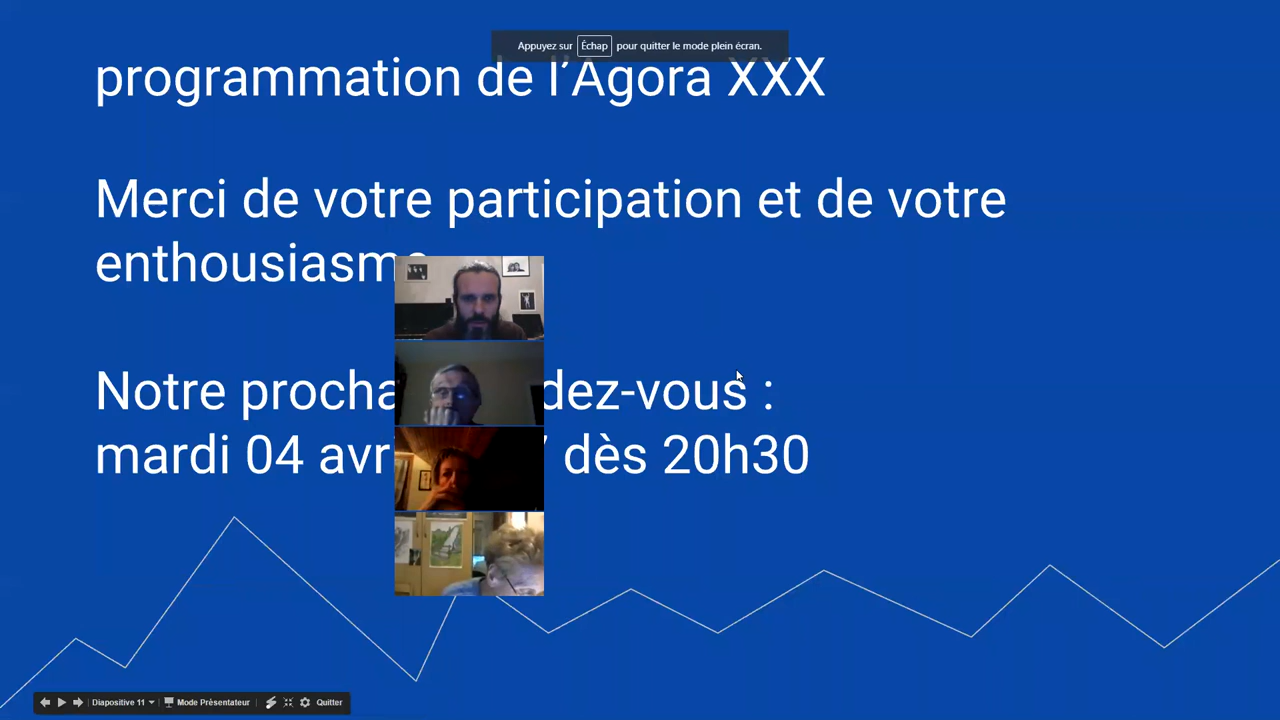 Appuyez sur Échap pour quitter le mode plein écran.
programmation de l’Agora XXX
Merci de votre participation et de votre
enthousiasme
Notre procha dez-vous :
mardi 04 avr dès 20h30
Diapositive 11 Mode Présentateur Quitter